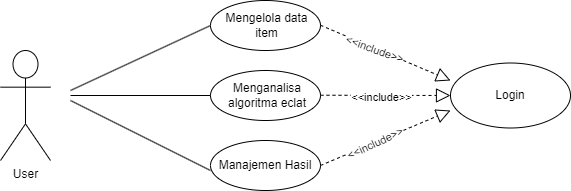 Mengelola data
item
<<include>>
Menganalisa
algoritma eclat
<<include>>
Login
Manajemen Hasil
<<include>>
User